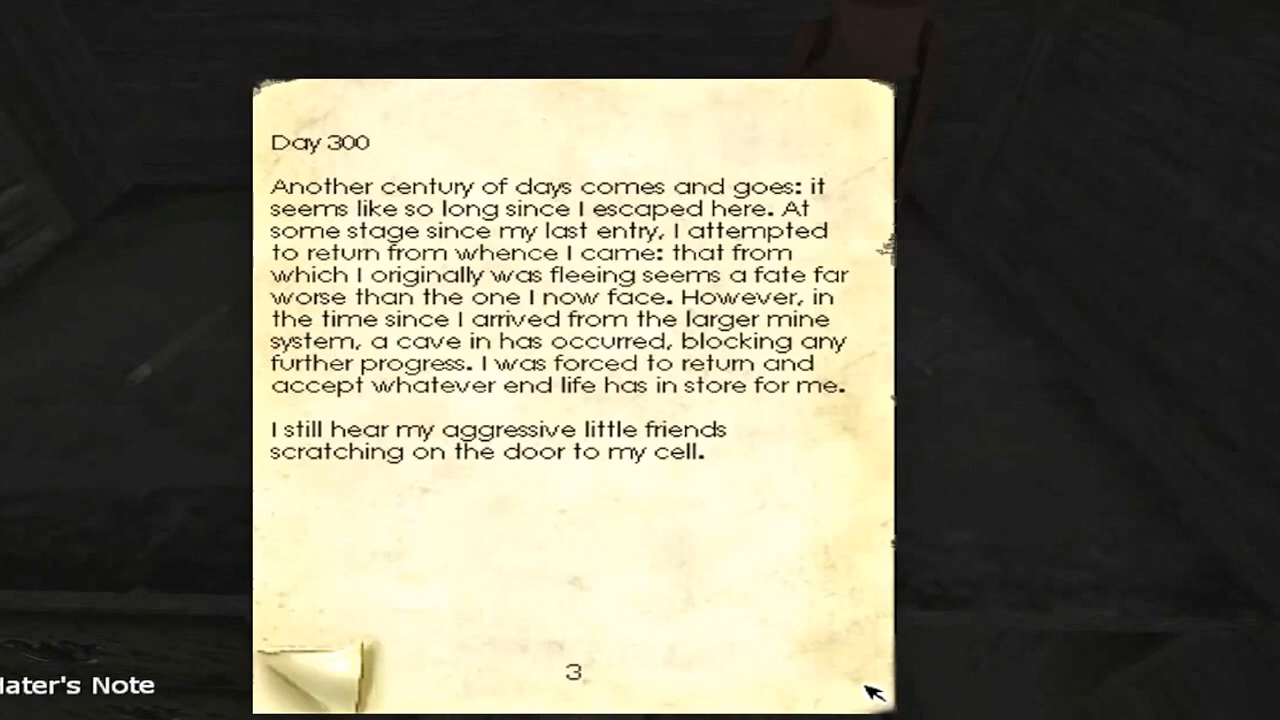 Day 300
Another century of days comes and goes: it
seems like so long since I escaped here. At
some stage since my last entry, I attempted
to return from whence I came: that from
which I originally was fleeing seems a fate far
worse than the one I now face. However, in
the time since I arrived from the larger mine
system, a cave in has occurred, blocking any
further progress. I was forced to return and
accept whatever end life has in store for me.
I still hear my aggressive little friends
scratching on the door to my cell.
3
Note